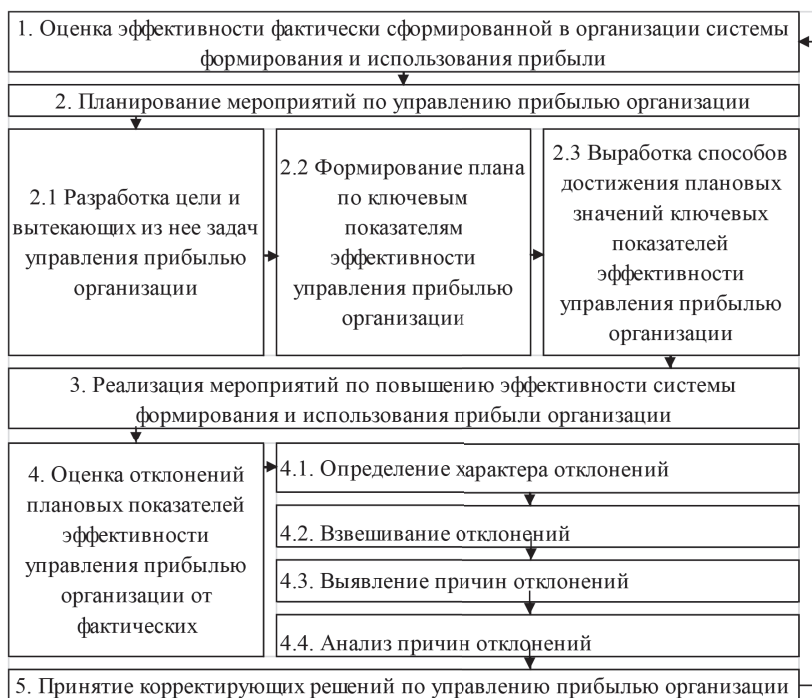 1. Оценка эффективности фактически сформированной в организации системы
формирования и использования прибыли
2. Планирование мероприятий по управлению прибылью организации
2.1 Разработка цели и
вытекающих из нее задач
управления прибылью
организации
2.2 Формирование плана
по ключевым
показателям
эффективности
управления прибылью
организации
2.3 Выработка способов
достижения плановых
значений ключевых
показателей
эффективности
управления прибылью
организации
3. Реализация мероприятий по повышению эффективности системы
формирования и использования прибыли организации
4. Оценка отклонений
плановых показателей
эффективности
управления прибылью
организации от
фактических
4.1. Определение характера отклонений
4.2. Взвешивание отклонений
4.3. Выявление причин отклонений
4.4. Анализ причин отклонений
5. Принятие корректирующих решений по управлению прибылью организации